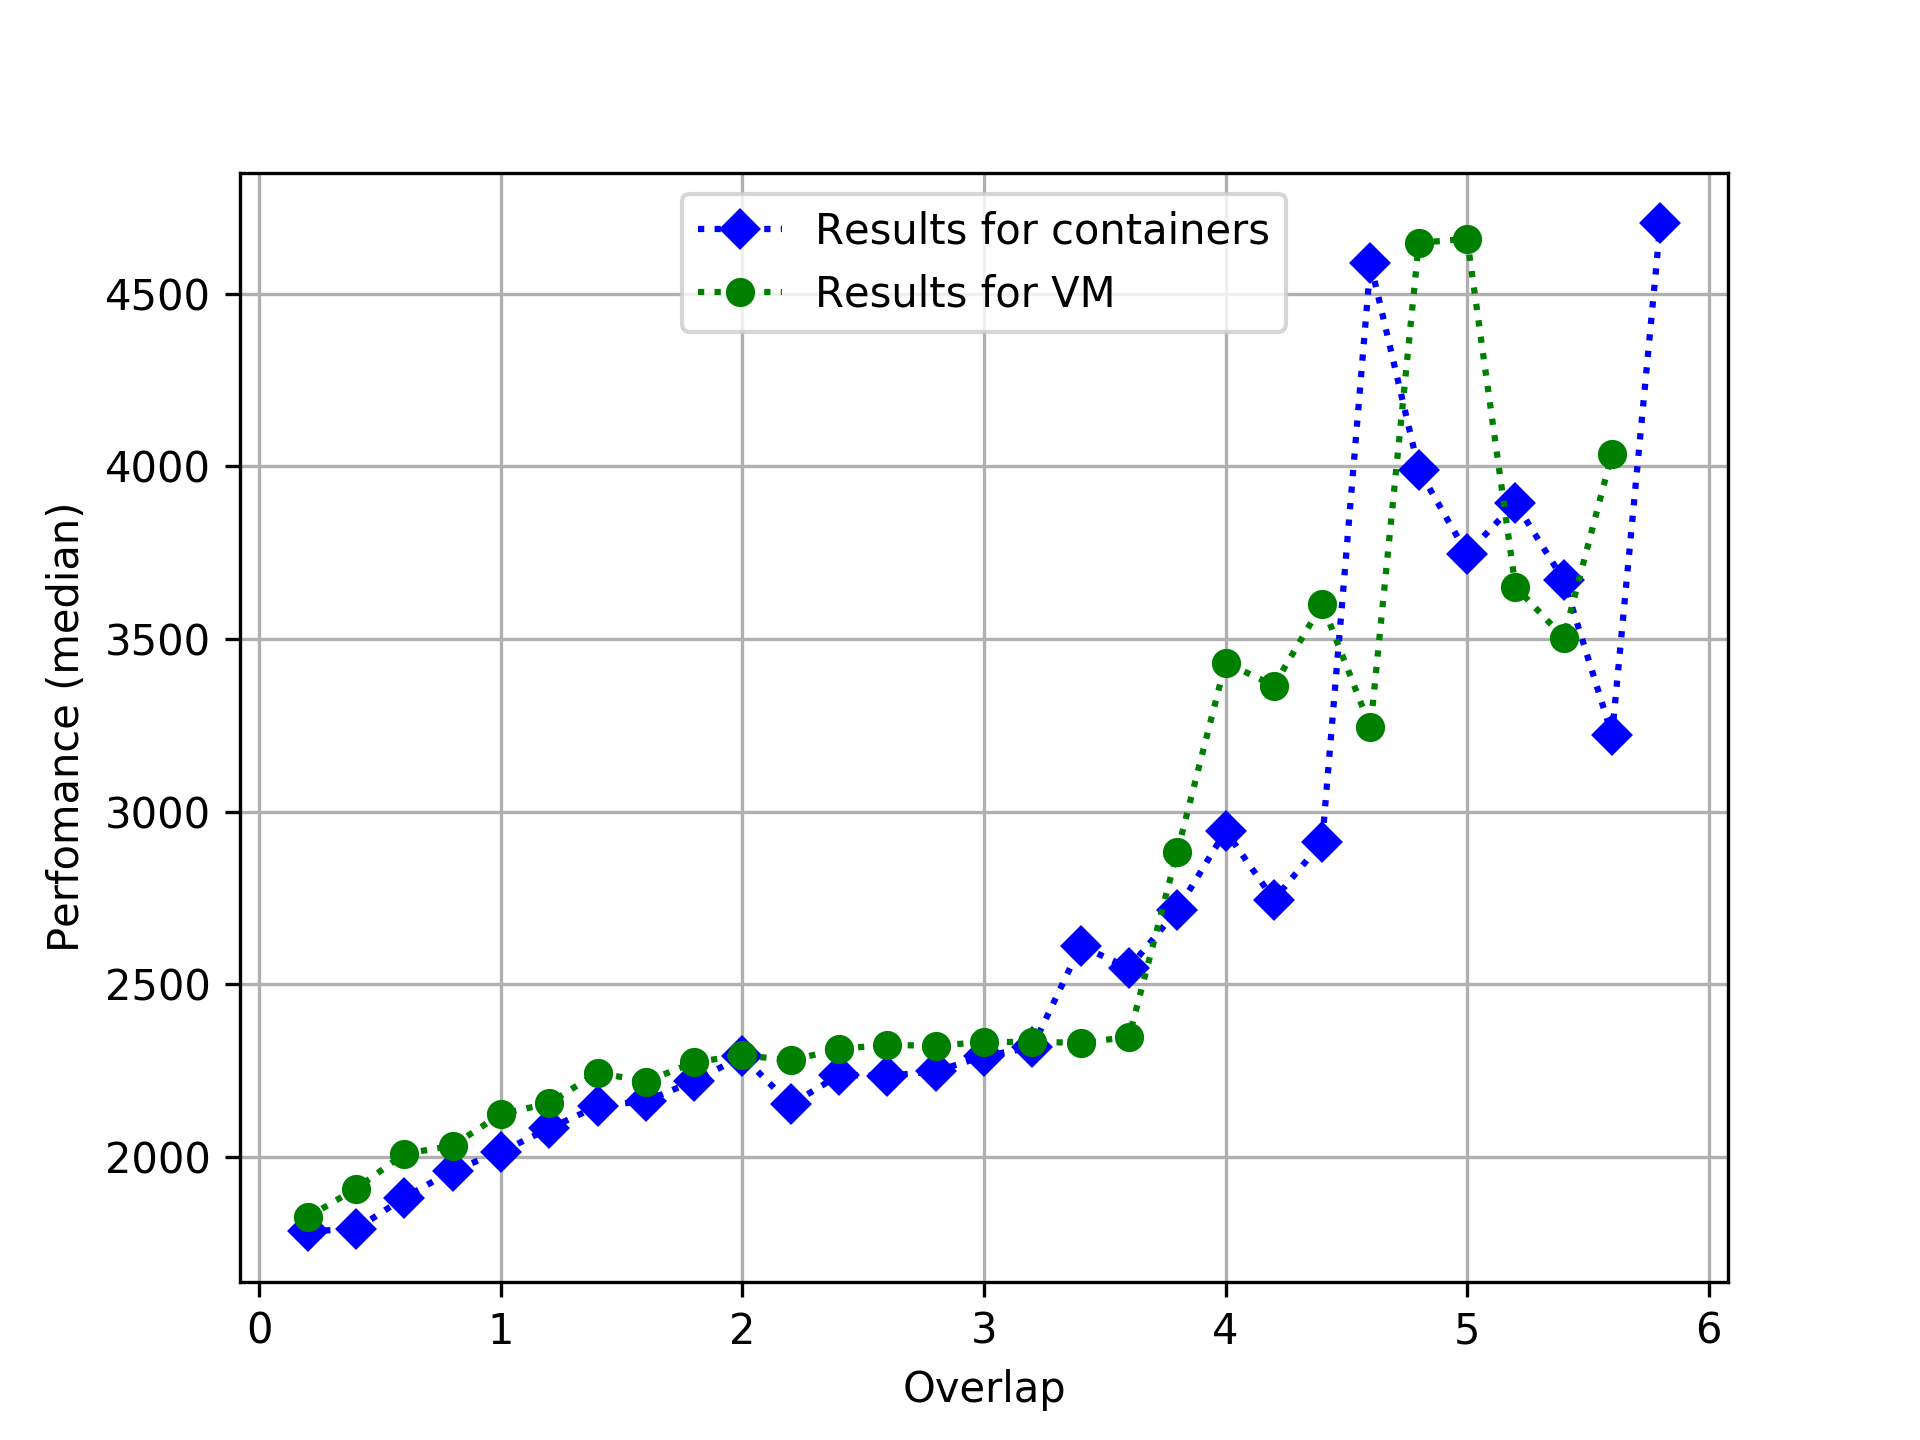 Results for containers
Results for VM
4500
4000
3500
3000
2500
2000
Perfomance (median)
0 1 2 3 4 5 6
Overlap